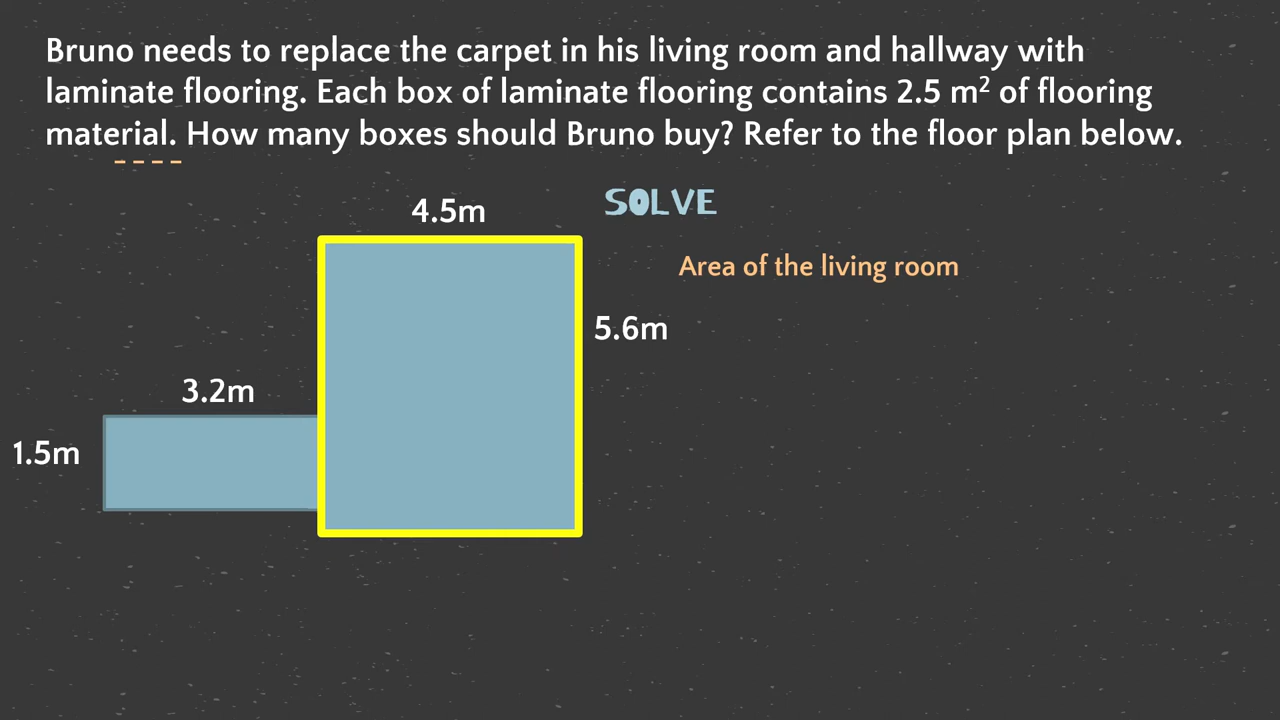 Bruno needs to replace the carpet in his living room and hallway with
laminate flooring. Each box of laminate flooring contains 2.5 m² of flooring
material. How many boxes should Bruno buy? Refer to the floor plan below.
SOLVE
4.5m
Area of the living room
5.6m
3.2m
1.5m